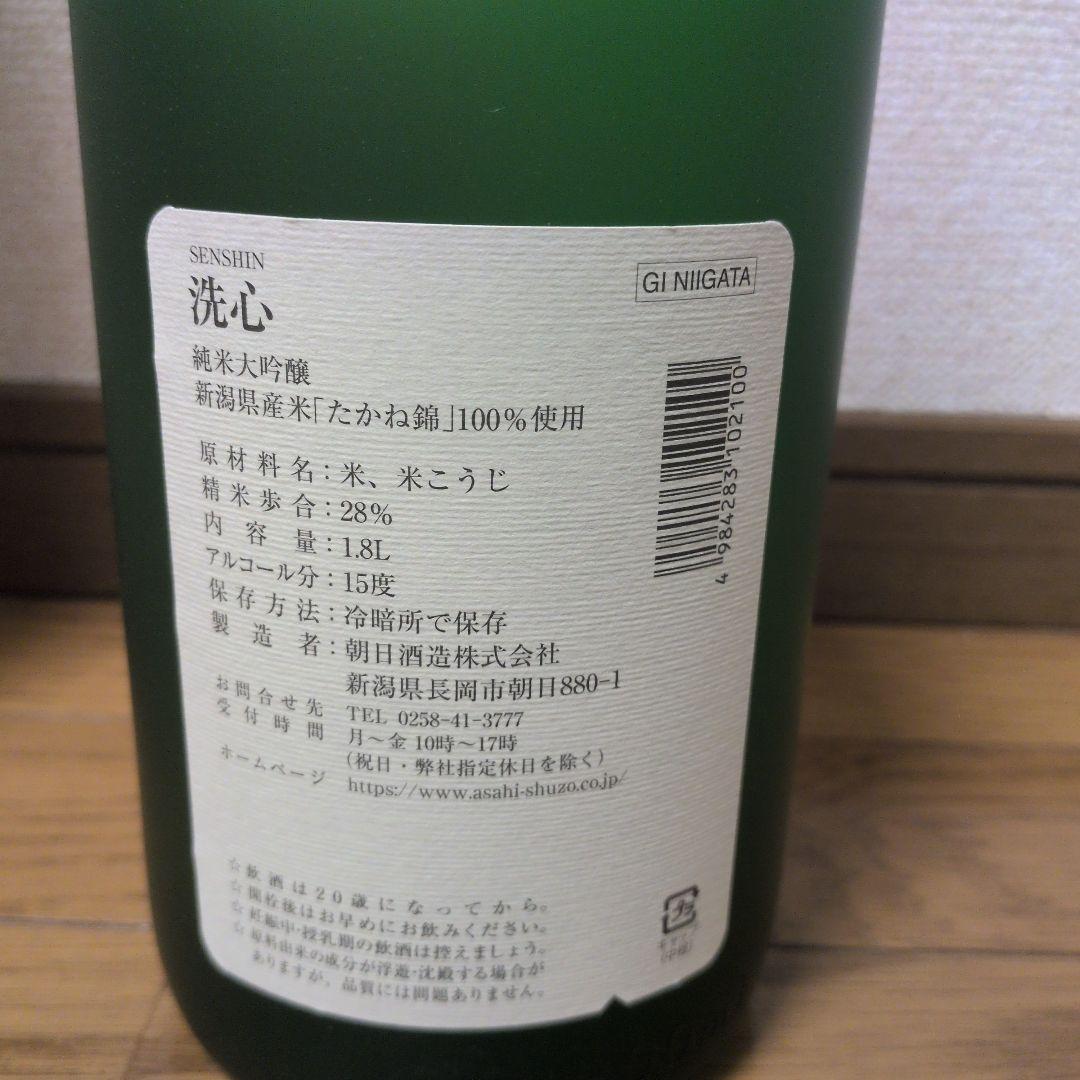 SENSHIN
洗心
GI NIIGATA
純米大吟醸
新潟県産米「たかね錦」100%使用
原材料名：米、米こうじ
精米歩合：28%
内容量：1.8L
アルコール分：15度
保存方法：冷暗所で保存
製造者：朝日酒造株式会社
新潟県長岡市朝日880-1
お問合せ先 TEL 0258-41-3777
受付時間 月～金 10時～17時
(祝日・弊社指定休日を除く)
ホームページ https://www.asahi-shuzo.co.jp/
4984283102100
☆飲酒は20歳になってから。
☆開栓後はお早めにお飲みください。
☆妊娠中・授乳期の飲酒は控えましょう。
☆原料由来の成分が浮遊・沈殿する場合が
ありますが、品質には問題ありません。
プラ